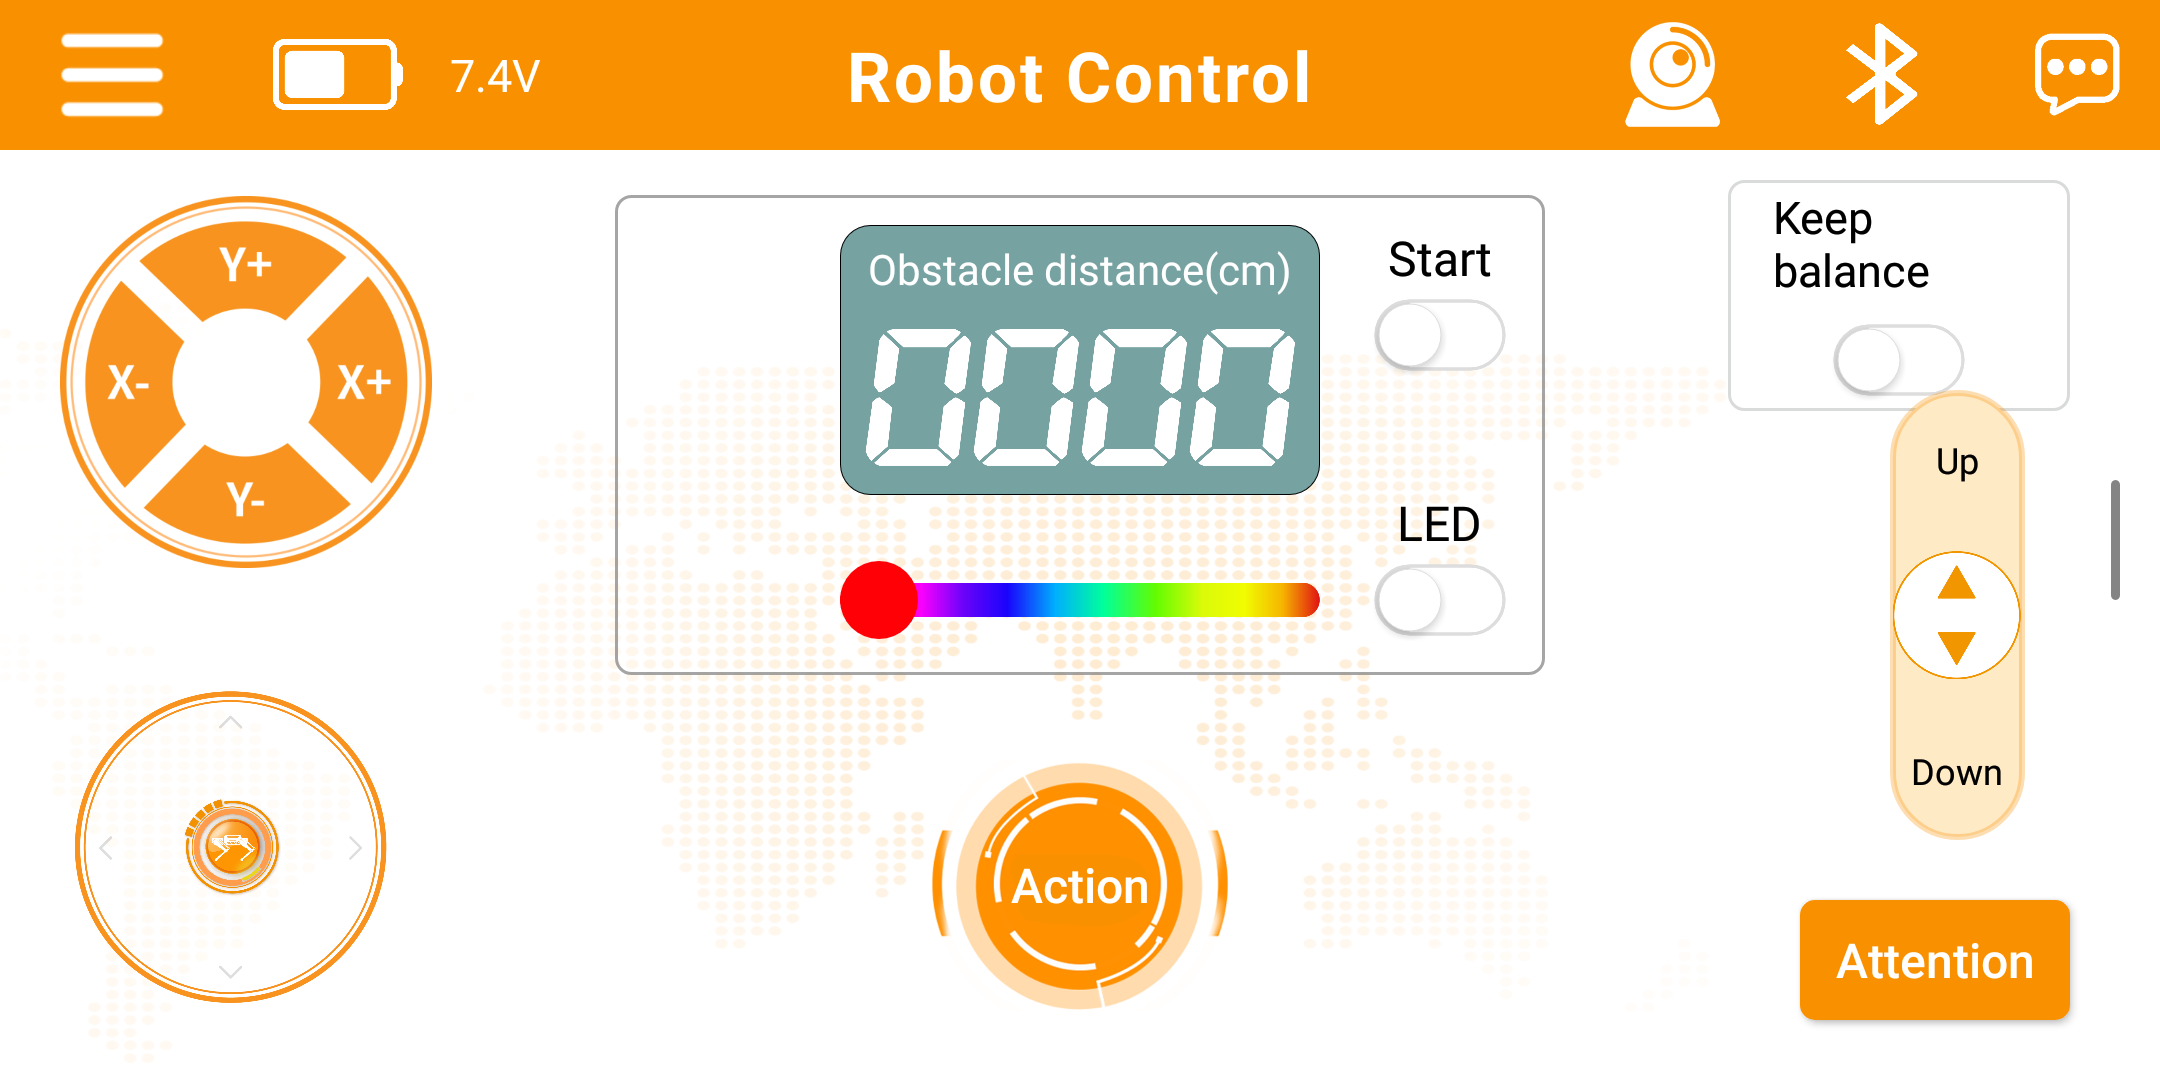 7.4V
Robot Control
Y+
X-
X+
Y-
Obstacle distance(cm)
0000
Start
LED
Keep
balance
Up
Down
Action
Attention